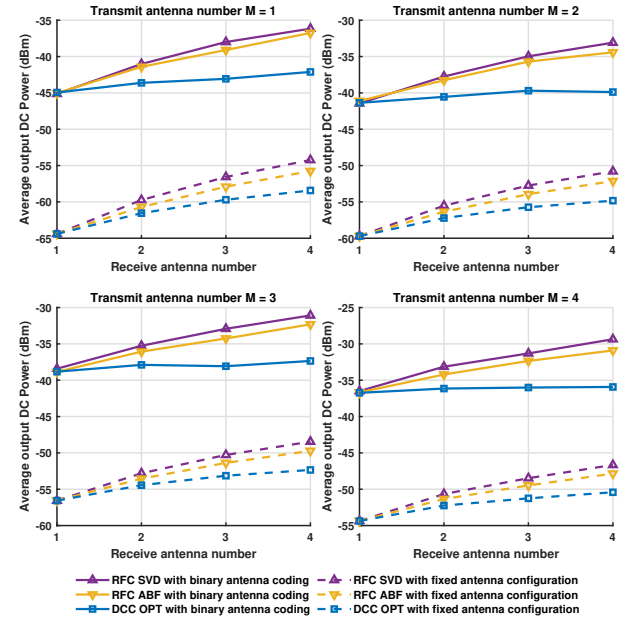 Transmit antenna number M = 1
Average output DC Power (dBm)
-35
-40
-45
-50
-55
-60
-65
1
2
3
4
Receive antenna number
Transmit antenna number M = 2
Average output DC Power (dBm)
-30
-35
-40
-45
-50
-55
-60
1
2
3
4
Receive antenna number
Transmit antenna number M = 3
Average output DC Power (dBm)
-30
-35
-40
-45
-50
-55
-60
1
2
3
4
Receive antenna number
Transmit antenna number M = 4
Average output DC Power (dBm)
-25
-30
-35
-40
-45
-50
-55
1
2
3
4
Receive antenna number
RFC SVD with binary antenna coding
RFC ABF with binary antenna coding
DCC OPT with binary antenna coding
RFC SVD with fixed antenna configuration
RFC ABF with fixed antenna configuration
DCC OPT with fixed antenna configuration